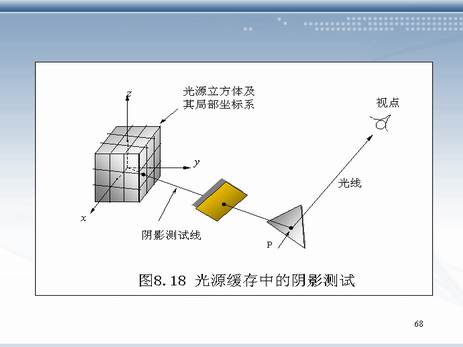 z
光源立方体及
其局部坐标系
视点
y
光线
x
阴影测试线
P
图8.18 光源缓存中的阴影测试
68